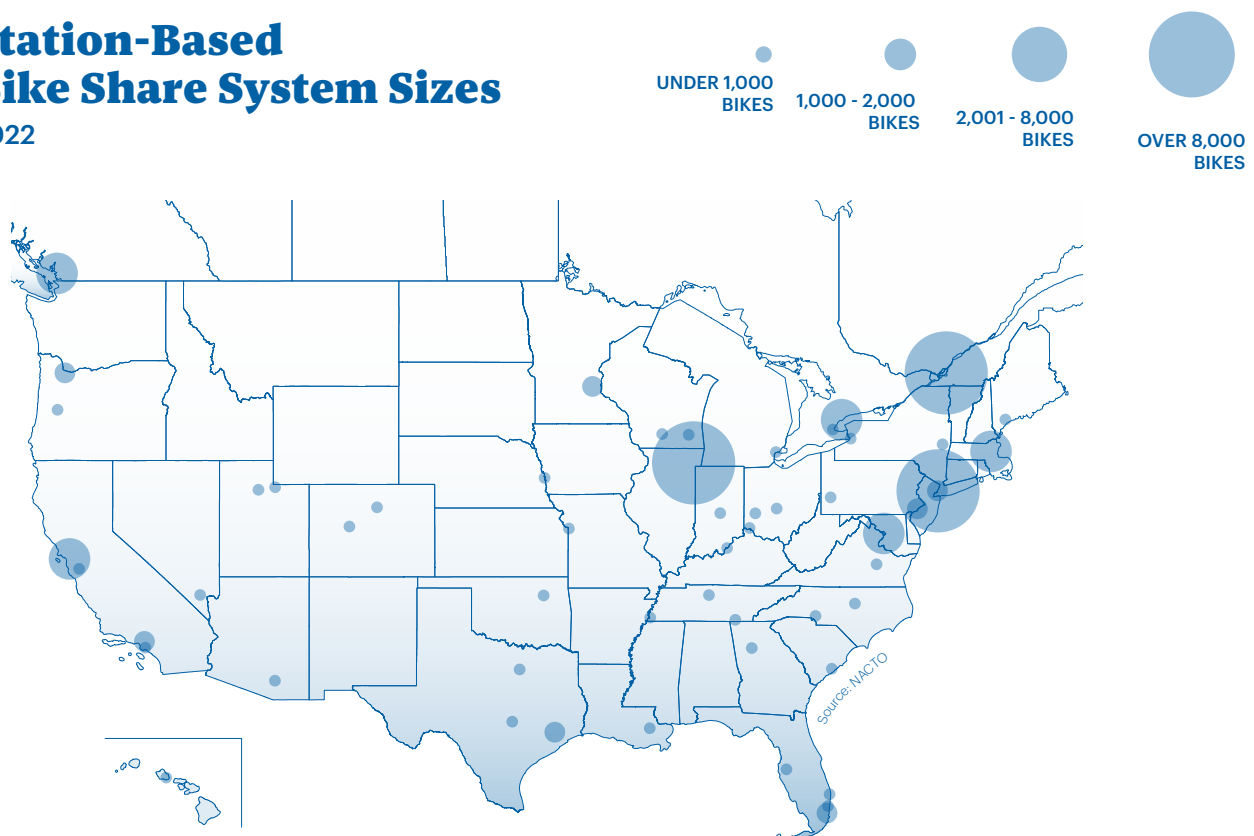 tation-Based
ike Share System Sizes
022
UNDER 1,000
BIKES
1,000 - 2,000
BIKES
2,001 - 8,000
BIKES
OVER 8,000
BIKES
Source: NACTO